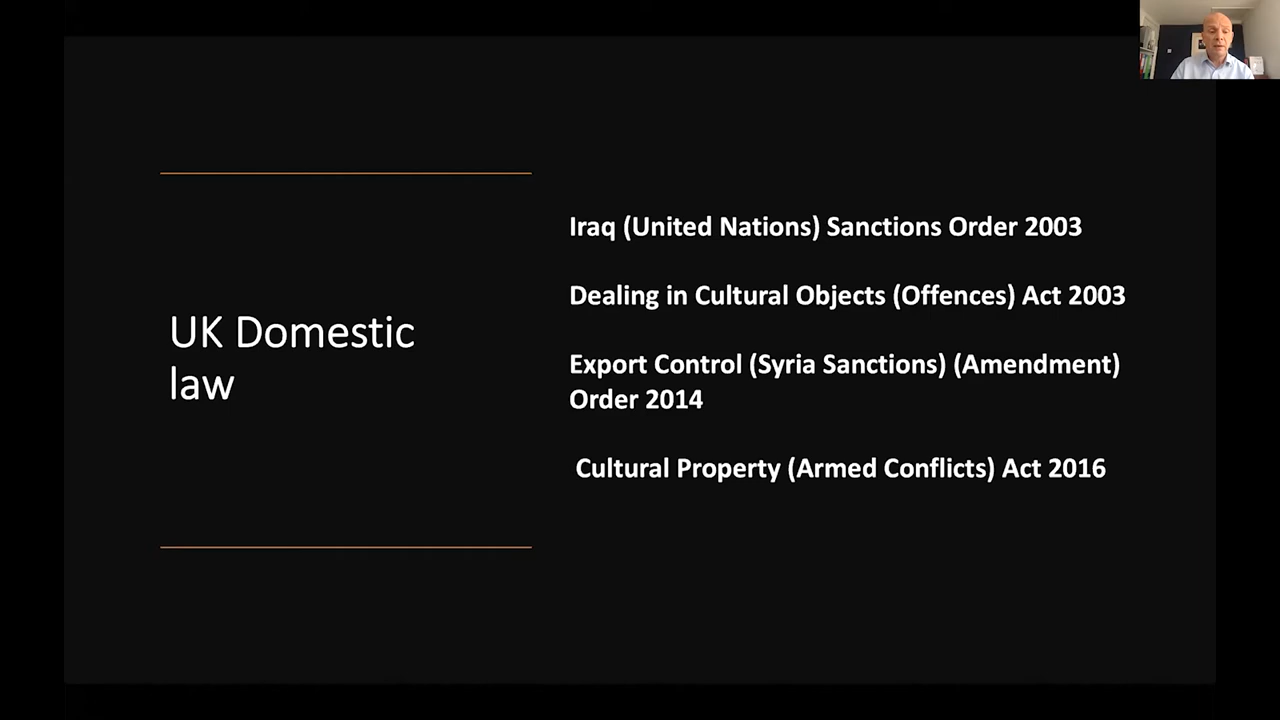 UK Domestic
law
Iraq (United Nations) Sanctions Order 2003
Dealing in Cultural Objects (Offences) Act 2003
Export Control (Syria Sanctions) (Amendment)
Order 2014
Cultural Property (Armed Conflicts) Act 2016